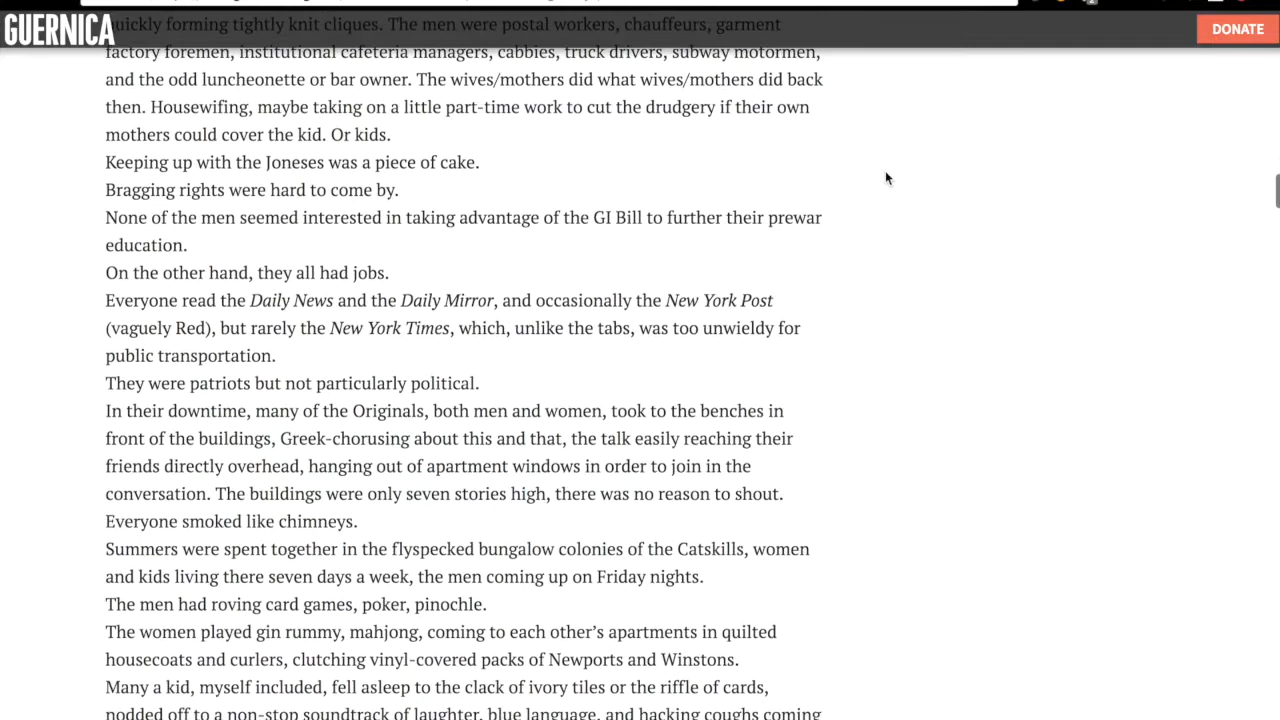 GUERNICA
DONATE
quickly forming tightly knit cliques. The men were postal workers, chauffeurs, garment
factory foremen, institutional cafeteria managers, cabbies, truck drivers, subway motormen,
and the odd luncheonette or bar owner. The wives/mothers did what wives/mothers did back
then. Housewifing, maybe taking on a little part-time work to cut the drudgery if their own
mothers could cover the kid. Or kids.
Keeping up with the Joneses was a piece of cake.
Bragging rights were hard to come by.
None of the men seemed interested in taking advantage of the GI Bill to further their prewar
education.
On the other hand, they all had jobs.
Everyone read the Daily News and the Daily Mirror, and occasionally the New York Post
(vaguely Red), but rarely the New York Times, which, unlike the tabs, was too unwieldy for
public transportation.
They were patriots but not particularly political.
In their downtime, many of the Originals, both men and women, took to the benches in
front of the buildings, Greek-chorusing about this and that, the talk easily reaching their
friends directly overhead, hanging out of apartment windows in order to join in the
conversation. The buildings were only seven stories high, there was no reason to shout.
Everyone smoked like chimneys.
Summers were spent together in the flyspecked bungalow colonies of the Catskills, women
and kids living there seven days a week, the men coming up on Friday nights.
The men had roving card games, poker, pinochle.
The women played gin rummy, mahjong, coming to each other’s apartments in quilted
housecoats and curlers, clutching vinyl-covered packs of Newports and Winstons.
Many a kid, myself included, fell asleep to the clack of ivory tiles or the riffle of cards,
nodded off to a non-stop soundtrack of laughter, blue language, and hacking coughs coming